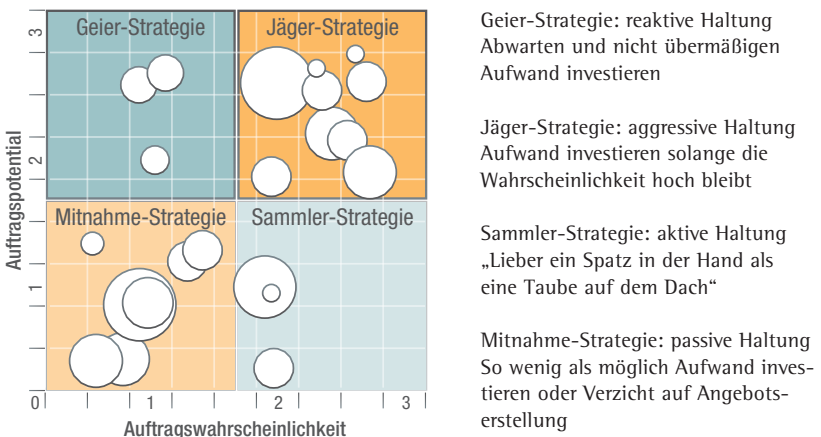 Geier-Strategie
Jäger-Strategie
Mitnahme-Strategie
Sammler-Strategie
Auftragspotential
3
2
1
0
1
2
3
Auftragswahrscheinlichkeit
Geier-Strategie: reaktive Haltung
Abwarten und nicht übermäßigen
Aufwand investieren
Jäger-Strategie: aggressive Haltung
Aufwand investieren solange die
Wahrscheinlichkeit hoch bleibt
Sammler-Strategie: aktive Haltung
„Lieber ein Spatz in der Hand als
eine Taube auf dem Dach“
Mitnahme-Strategie: passive Haltung
So wenig als möglich Aufwand inves-
tieren oder Verzicht auf Angebots-
erstellung